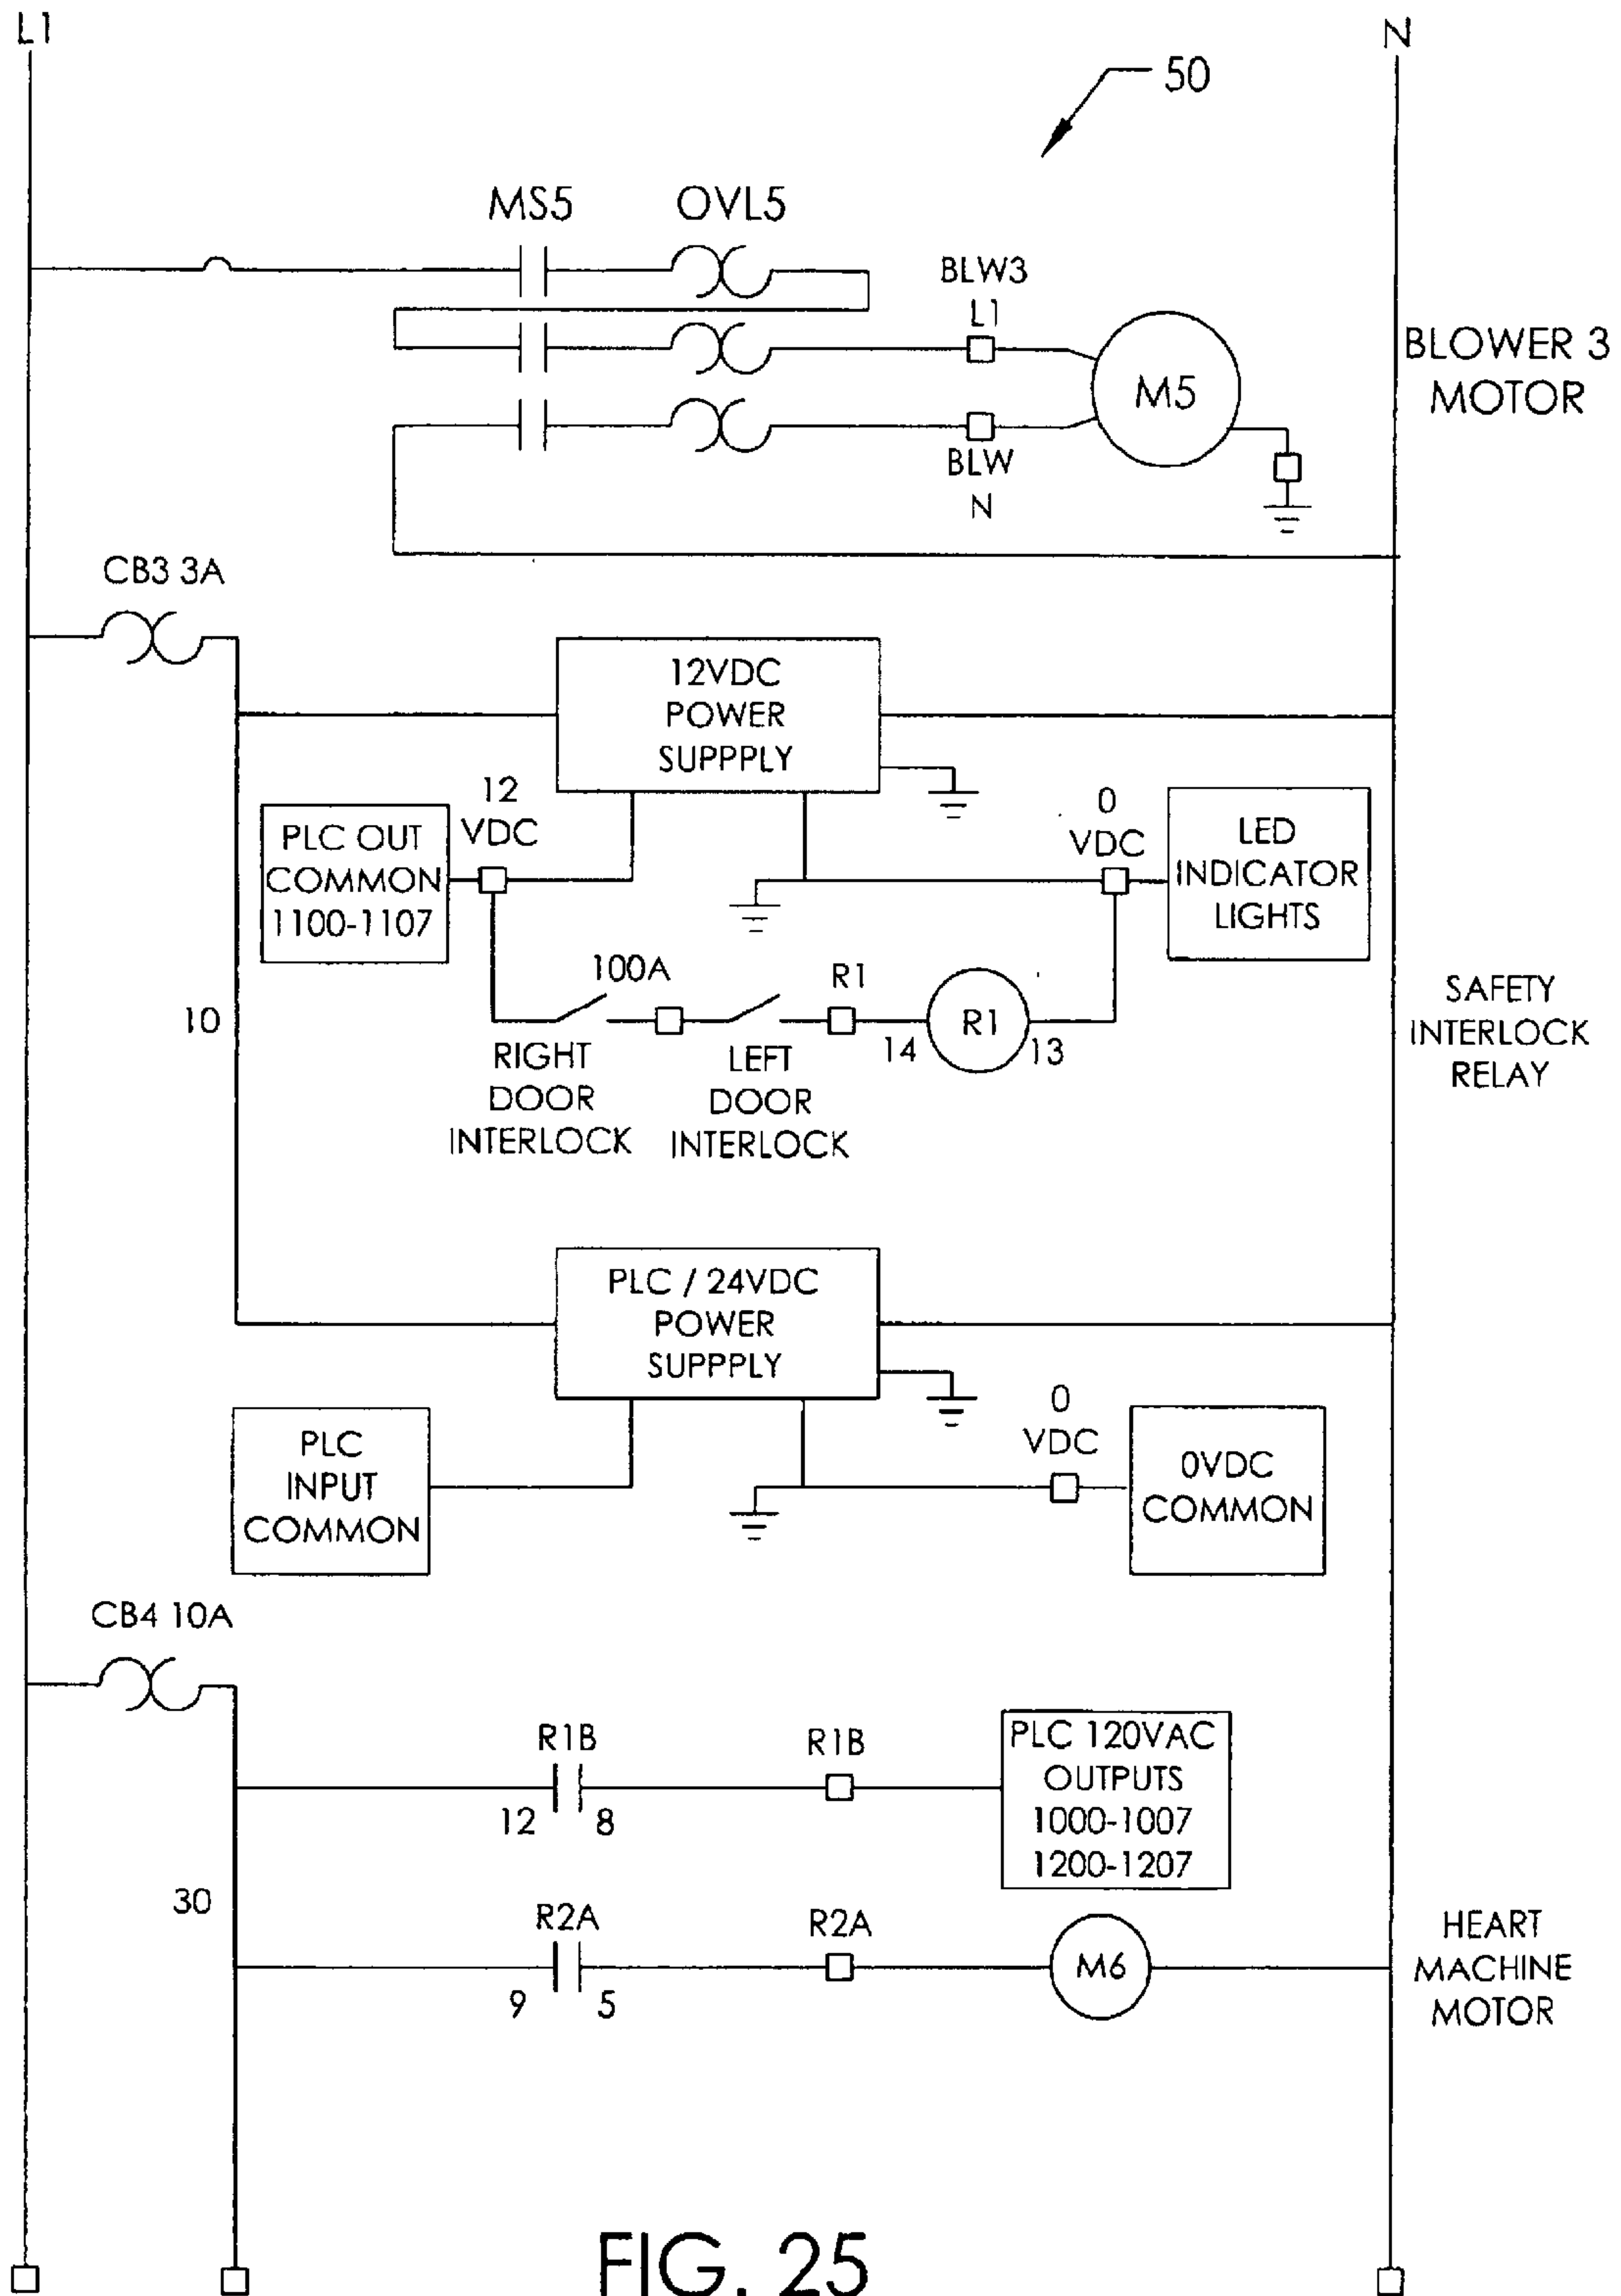 L1
N
50
MS5
OVL5
BLW3
L1
M5
BLOWER 3
MOTOR
BLW
N
CB3 3A
12VDC
POWER
SUPPPLY
12
VDC
0
VDC
PLC OUT
COMMON
1100-1107
LED
INDICATOR
LIGHTS
10
100A
R1
R1
14
13
RIGHT
DOOR
INTERLOCK
LEFT
DOOR
INTERLOCK
SAFETY
INTERLOCK
RELAY
PLC / 24VDC
POWER
SUPPPLY
0
VDC
PLC
INPUT
COMMON
0VDC
COMMON
CB4 10A
R1B
12
8
R1B
PLC 120VAC
OUTPUTS
1000-1007
1200-1207
30
R2A
9
5
R2A
M6
HEART
MACHINE
MOTOR
FIG. 25